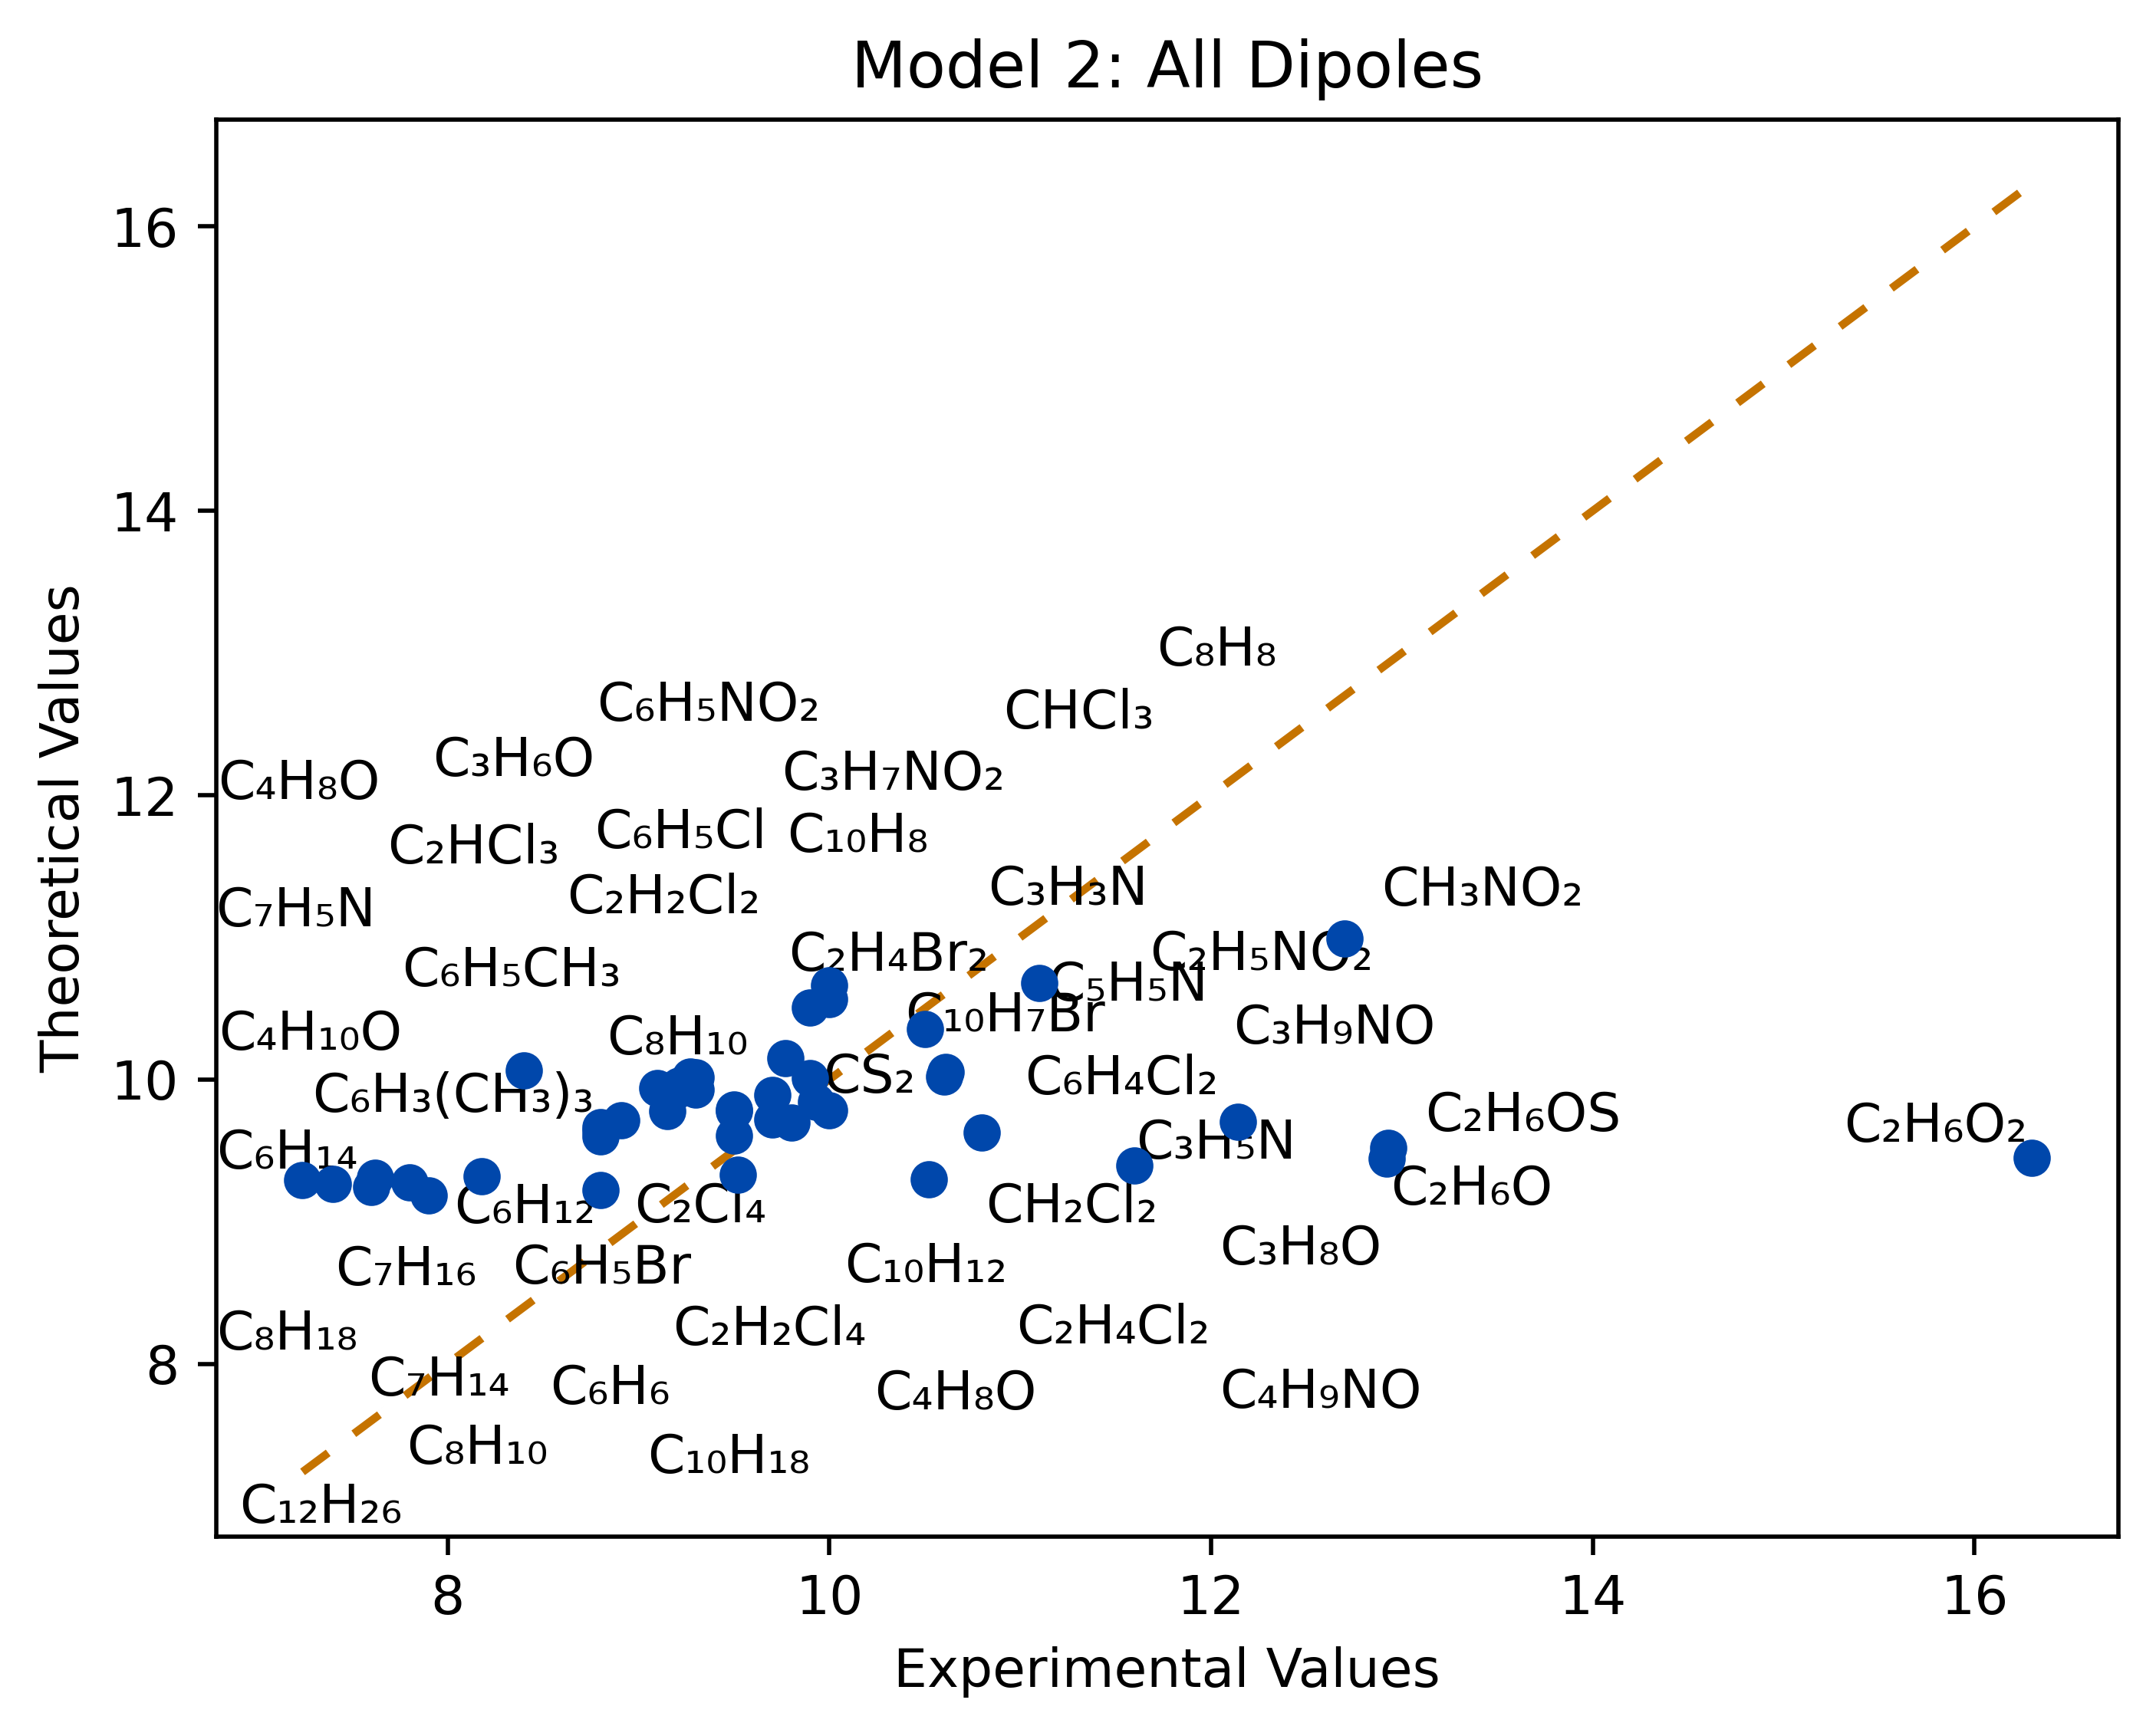 Model 2: All Dipoles
Theoretical Values
16
14
12
10
8
C₈H₈
C₆H₅NO₂
CHCl₃
C₃H₆O
C₄H₈O
C₃H₇NO₂
C₂HCl₃
C₆H₅Cl
C₁₀H₈
C₇H₅N
C₂H₂Cl₂
C₃H₃N
CH₃NO₂
C₆H₅CH₃
C₂H₄Br₂
C₂H₅NO₂
C₅H₅N
C₄H₁₀O
C₈H₁₀
C₁₀H₇Br
C₃H₉NO
C₆H₃(CH₃)₃
CS₂
C₆H₄Cl₂
C₆H₁₄
C₃H₅N
C₂H₆OS
C₂H₆O₂
C₆H₁₂
C₂Cl₄
CH₂Cl₂
C₂H₆O
C₇H₁₆
C₆H₅Br
C₁₀H₁₂
C₃H₈O
C₈H₁₈
C₂H₂Cl₄
C₂H₄Cl₂
C₇H₁₄
C₆H₆
C₄H₈O
C₄H₉NO
C₈H₁₀
C₁₀H₁₈
C₁₂H₂₆
8
10
12
14
16
Experimental Values